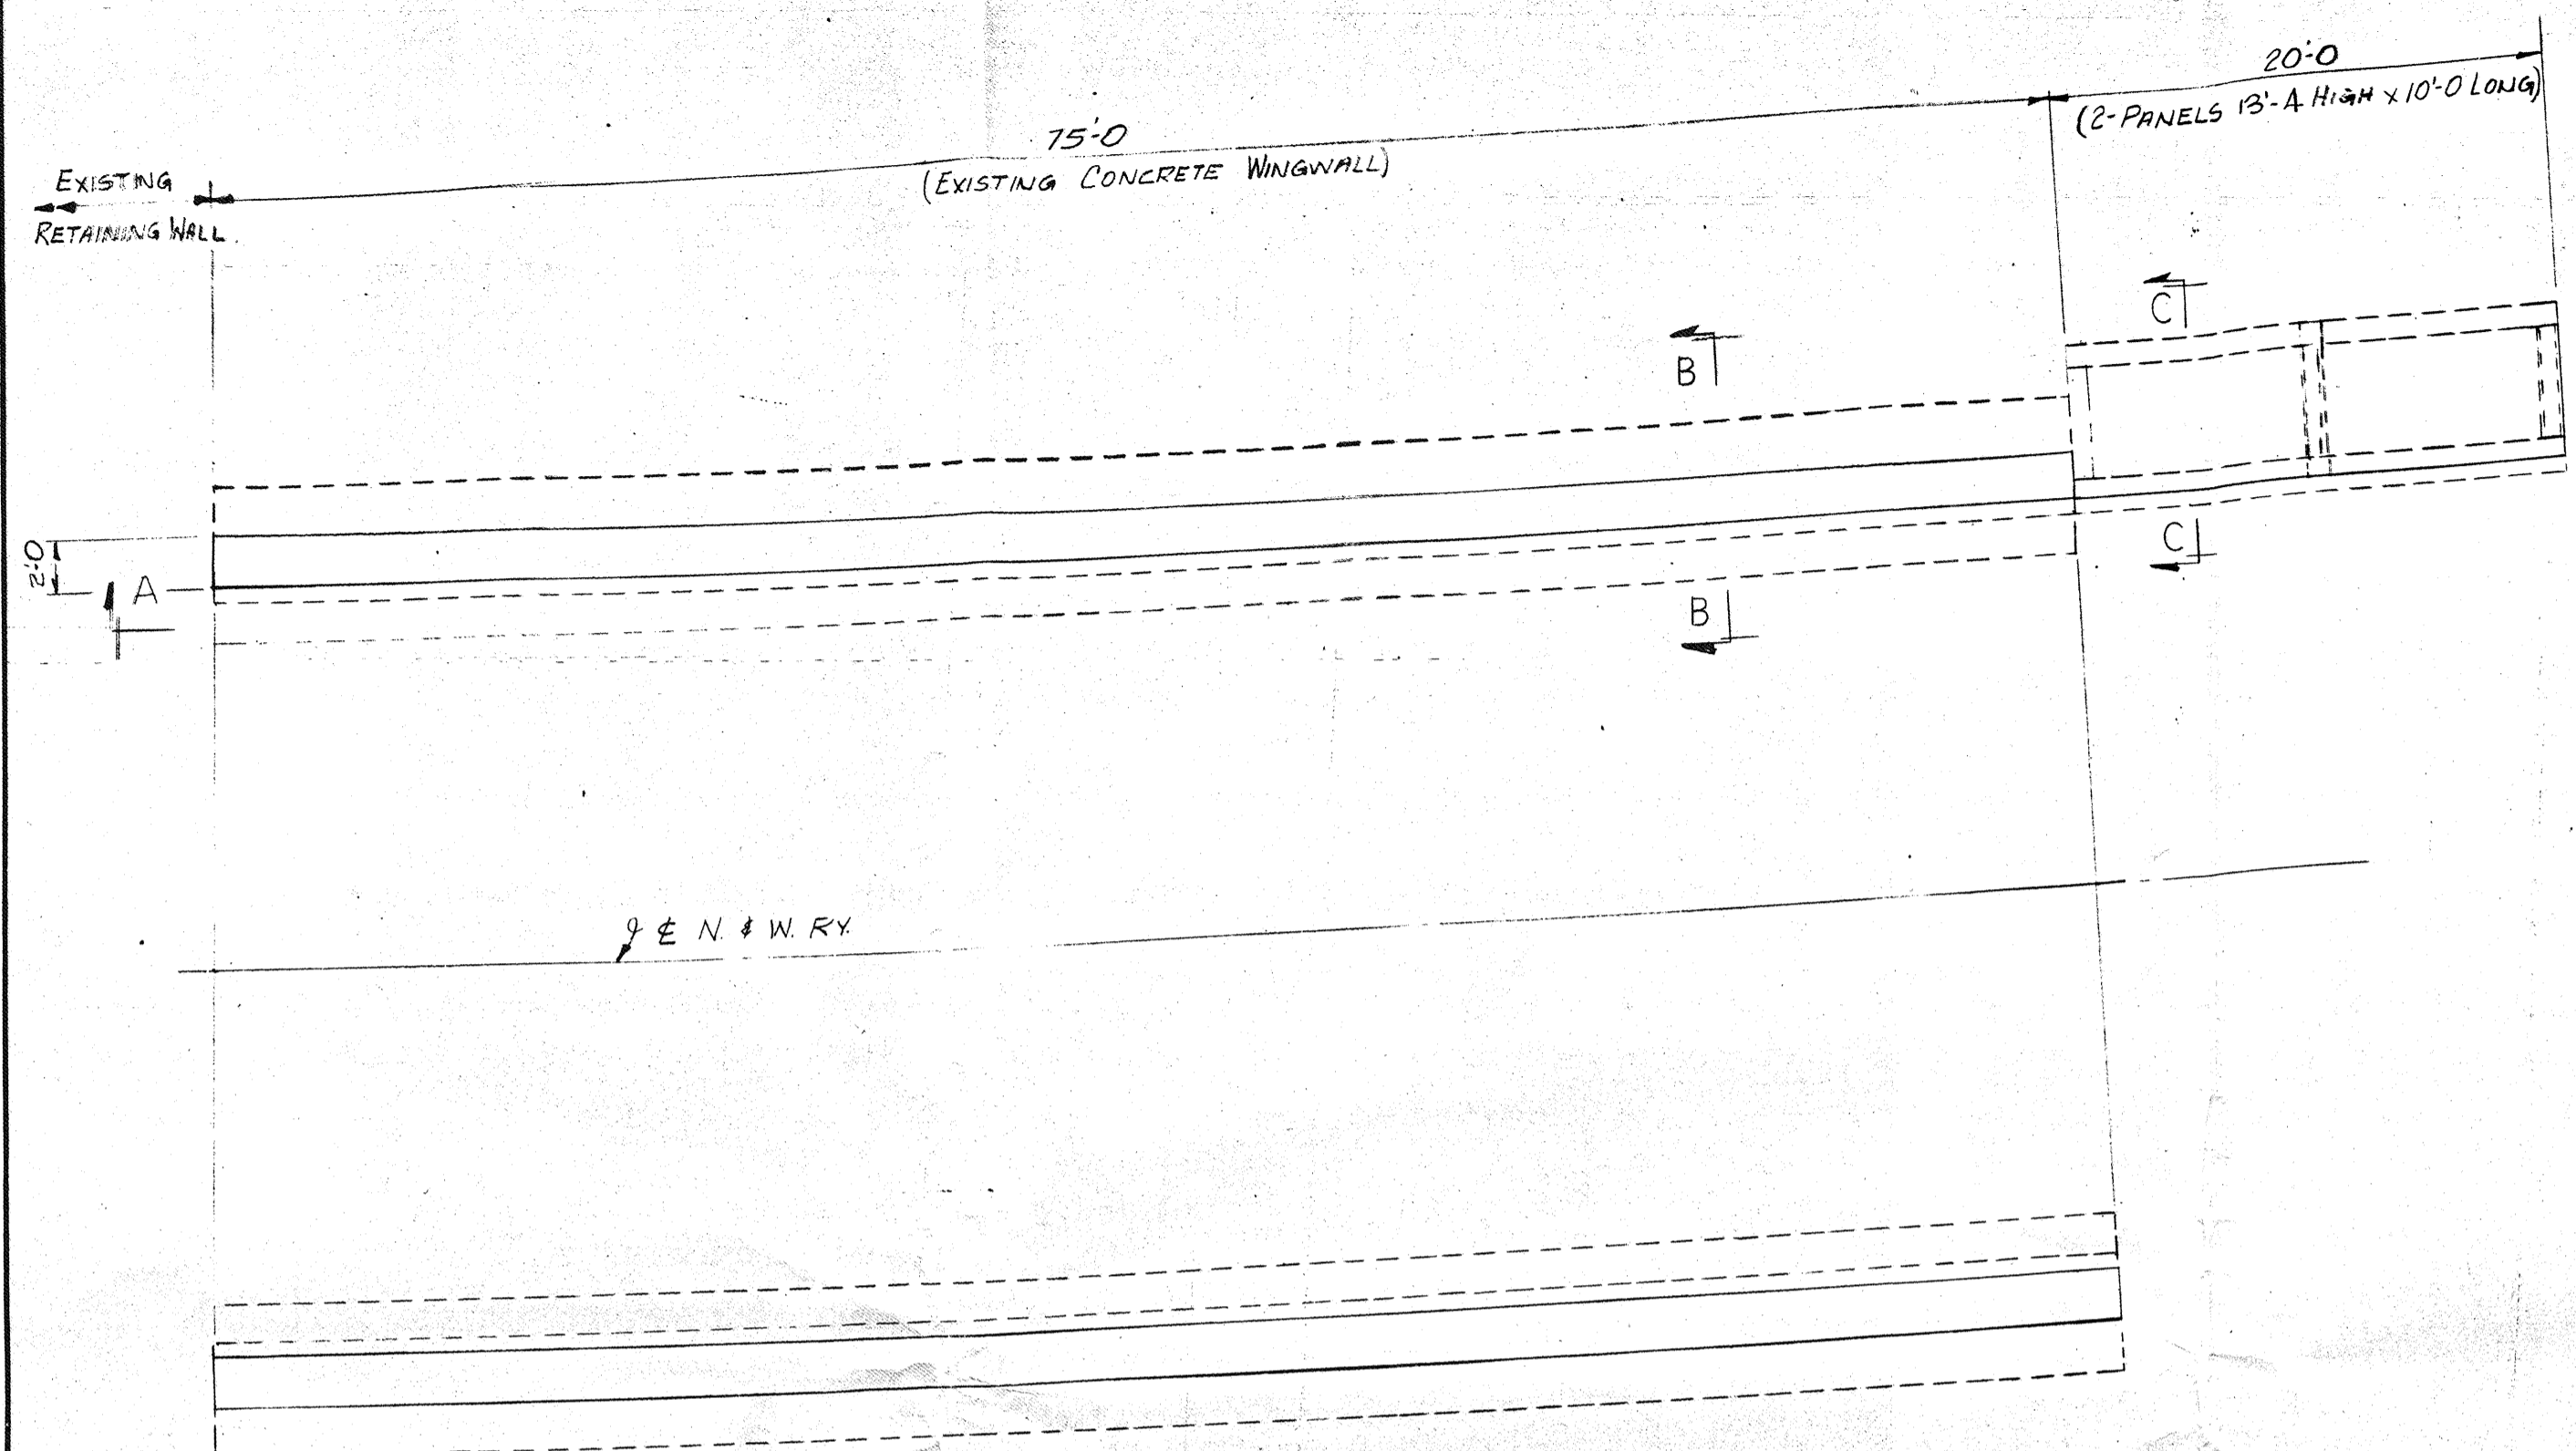 20'-0
(2-PANELS 13'-4 HIGH x 10'-0 LONG)
75'-0
(EXISTING CONCRETE WINGWALL)
EXISTING
RETAINING WALL
C
B
2'-0
A
C
B
℄ N. & W. RY.